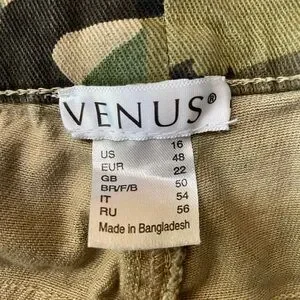 VENUS®
US 16
EUR 48
GB 22
BR/F/B 50
IT 54
RU 56
Made in Bangladesh